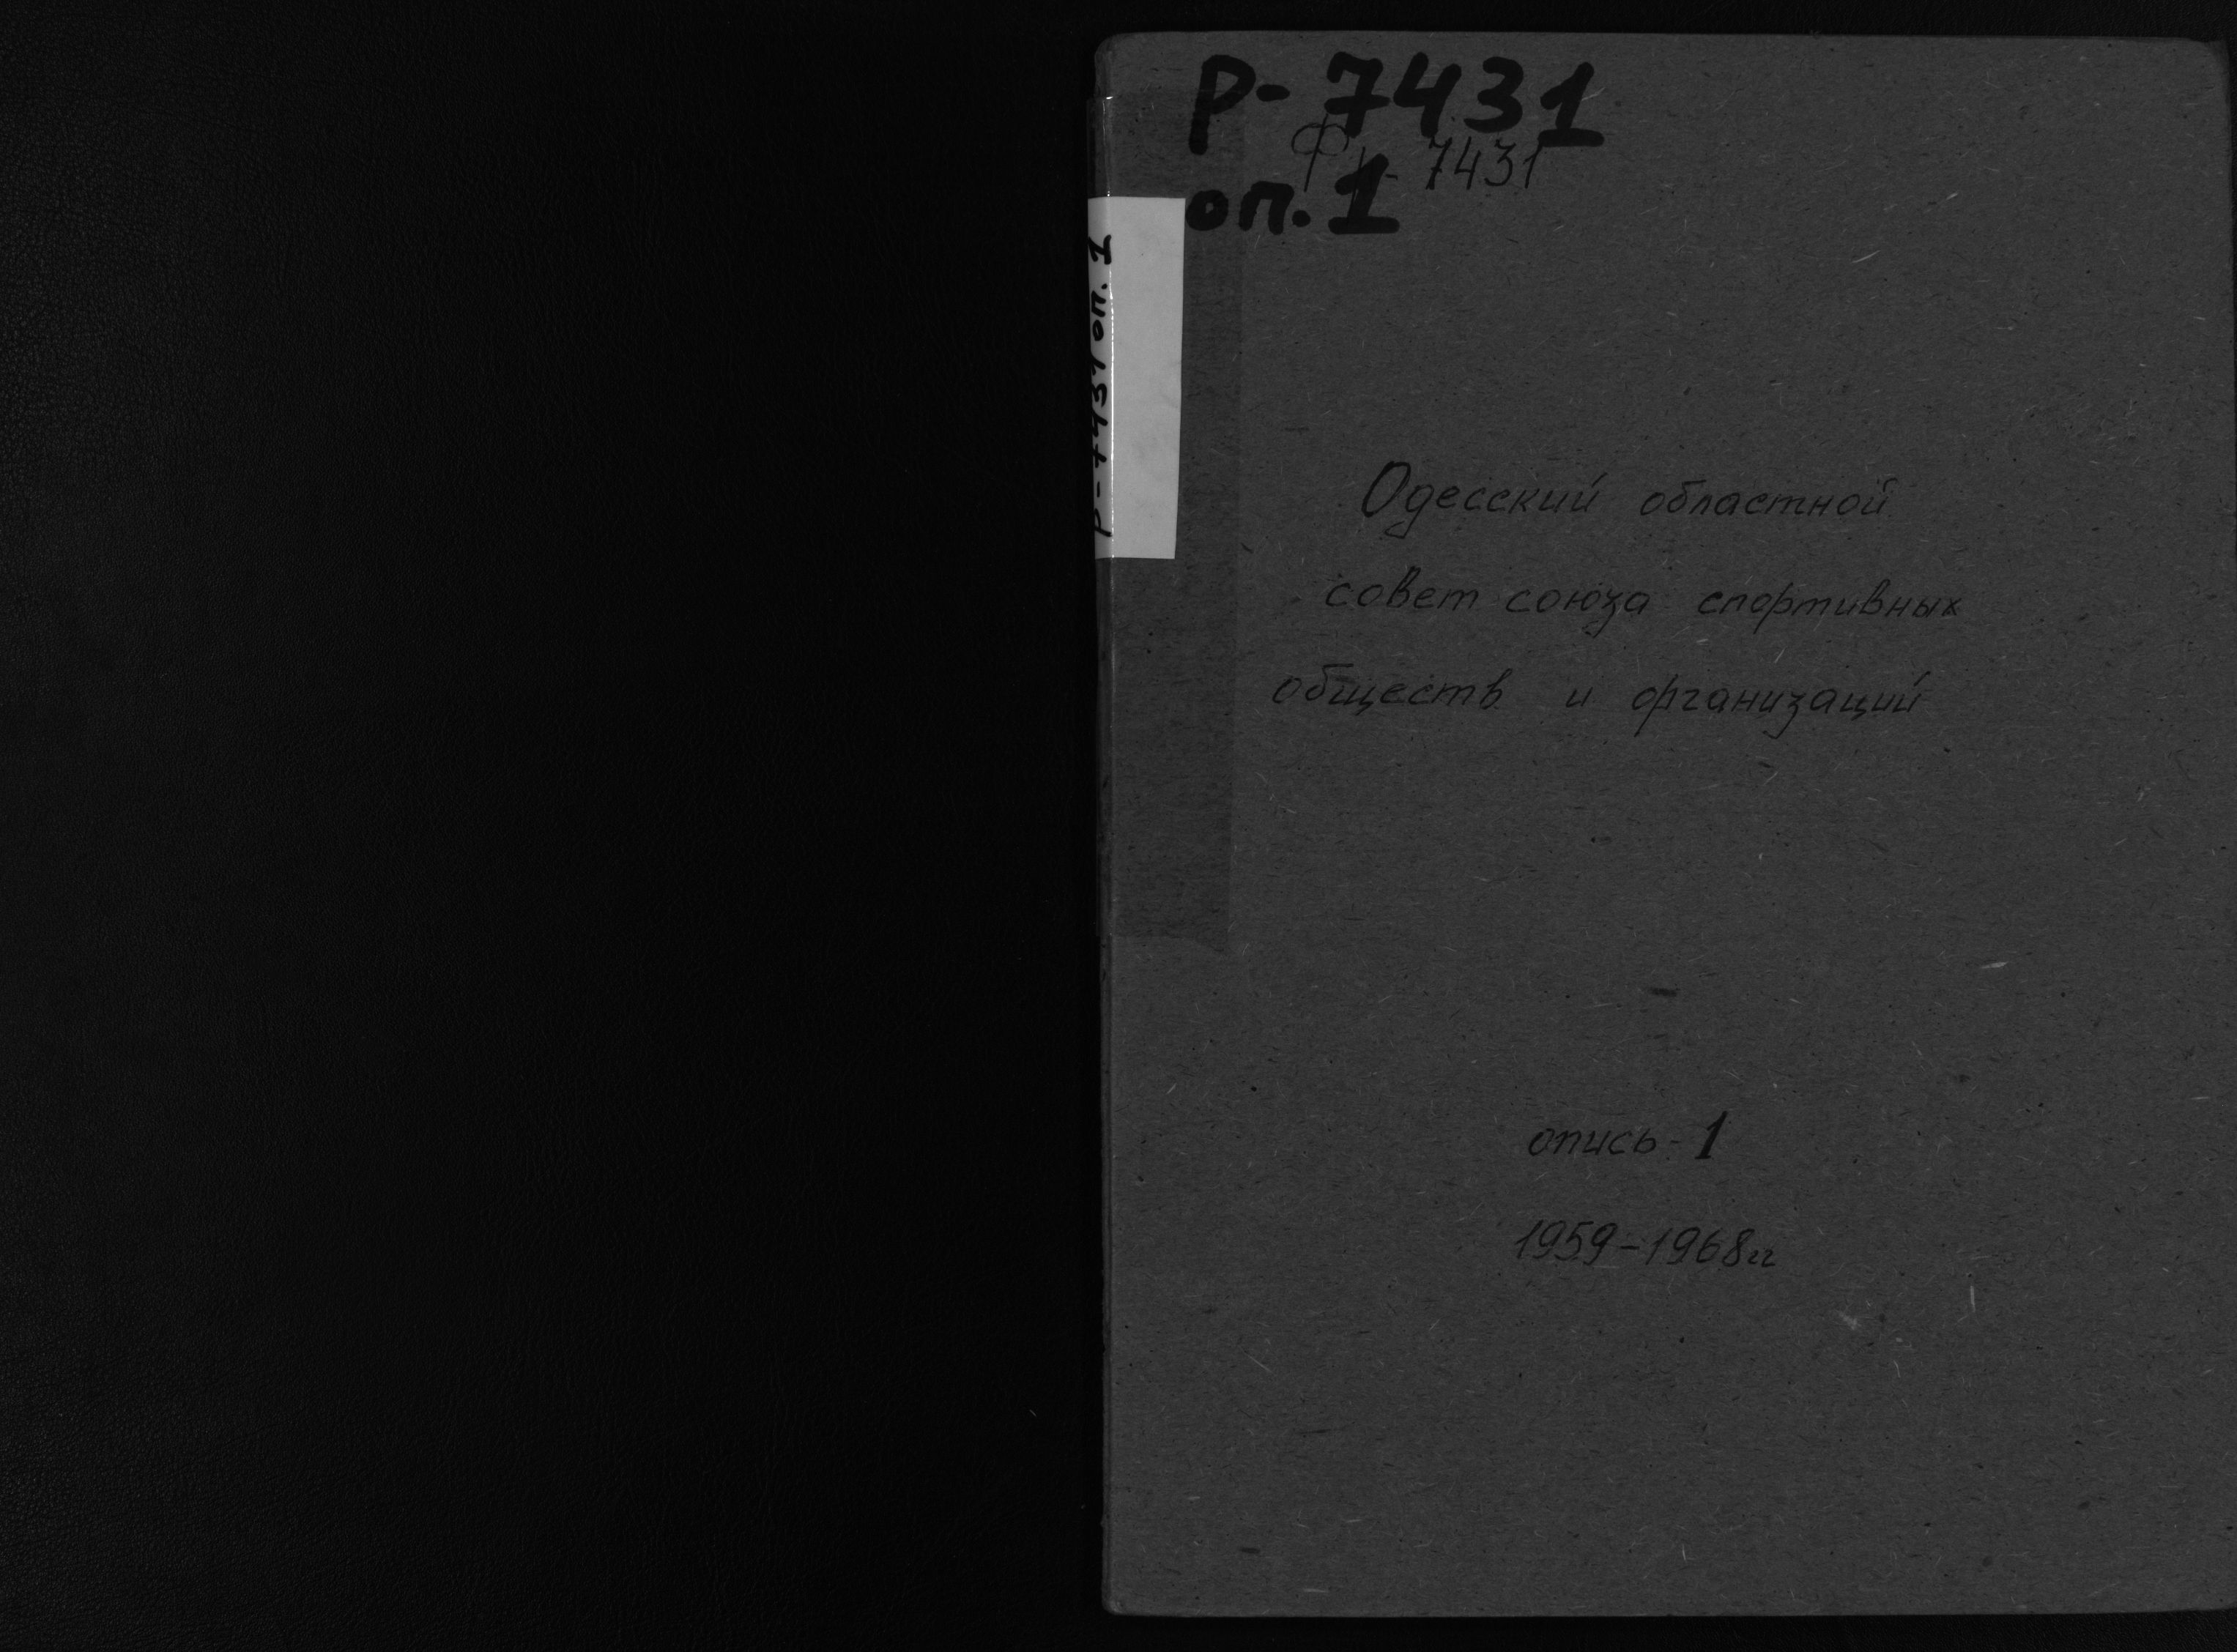 Р-7431
Ф р- 7431
оп. 1
Р-7431 оп. 1
Одесский областной
совет союза спортивных
обществ и организаций
опись - 1
1959-1968гг